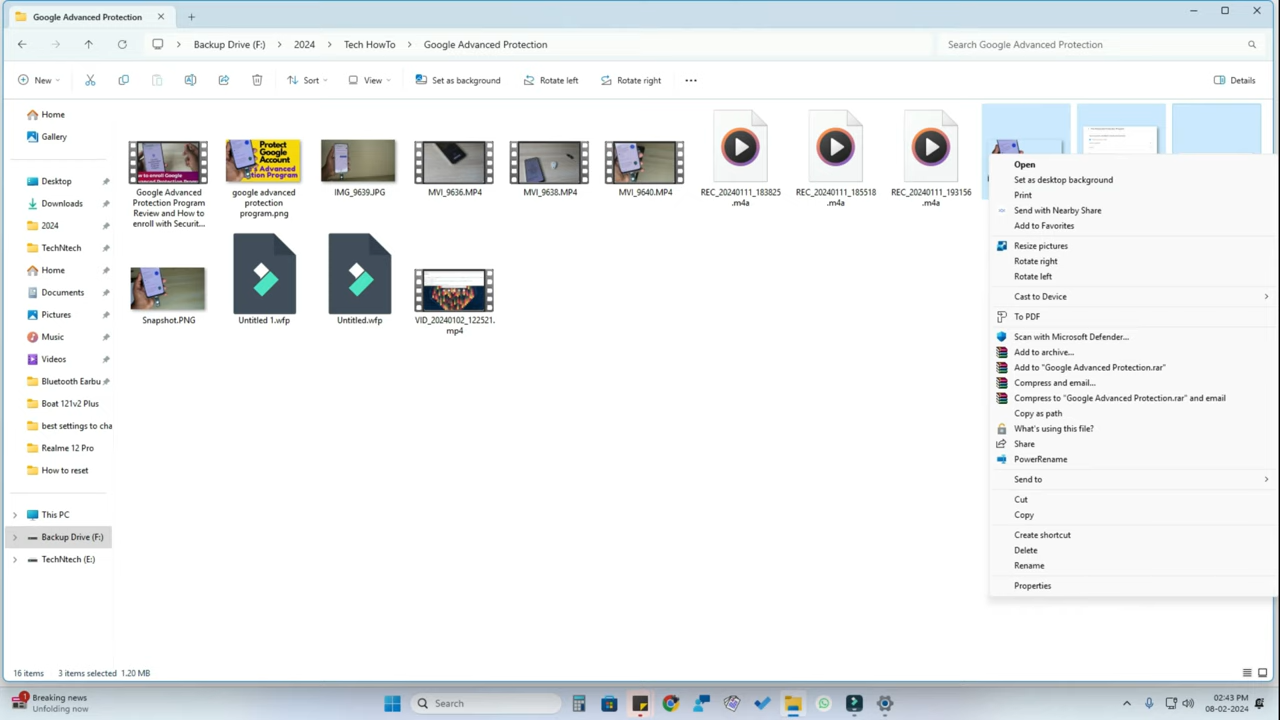 Google Advanced Protection
Backup Drive (F:) > 2024 > Tech HowTo > Google Advanced Protection
Search Google Advanced Protection
New
Sort
View
Set as background
Rotate left
Rotate right
Details
Home
Gallery
Desktop
Downloads
2024
TechNtech
Home
Documents
Pictures
Music
Videos
Bluetooth Earbu
Boat 121v2 Plus
best settings to cha
Realme 12 Pro
How to reset
This PC
Backup Drive (F:)
TechNtech (E:)
Google Advanced
Protection Program
Review and How to
enroll with Securit...
Protect
Google
Account
google advanced
protection
program.png
IMG_9639.JPG
MVI_9636.MP4
MVI_9638.MP4
MVI_9640.MP4
REC_20240111_183825
.m4a
REC_20240111_185518
.m4a
REC_20240111_193156
.m4a
Snapshot.PNG
Untitled 1.wfp
Untitled.wfp
VID_20240102_122521.
mp4
Open
Set as desktop background
Print
Send with Nearby Share
Add to Favorites
Resize pictures
Rotate right
Rotate left
Cast to Device
To PDF
Scan with Microsoft Defender...
Add to archive...
Add to "Google Advanced Protection.rar"
Compress and email...
Compress to "Google Advanced Protection.rar" and email
Copy as path
What's using this file?
Share
PowerRename
Send to
Cut
Copy
Create shortcut
Delete
Rename
Properties
16 items
3 items selected 1.20 MB
1
Breaking news
Unfolding now
Search
02:43 PM
08-02-2024